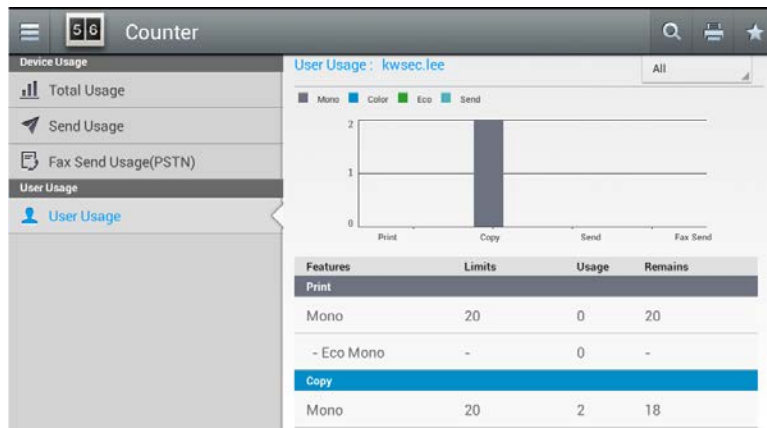 56 Counter
Device Usage
Total Usage
Send Usage
Fax Send Usage(PSTN)
User Usage
User Usage
User Usage : kwsec.lee
All
Mono Color Eco Send
2
1
0
Print Copy Send Fax Send
Features Limits Usage Remains
Print
Mono 20 0 20
- Eco Mono - 0 -
Copy
Mono 20 2 18